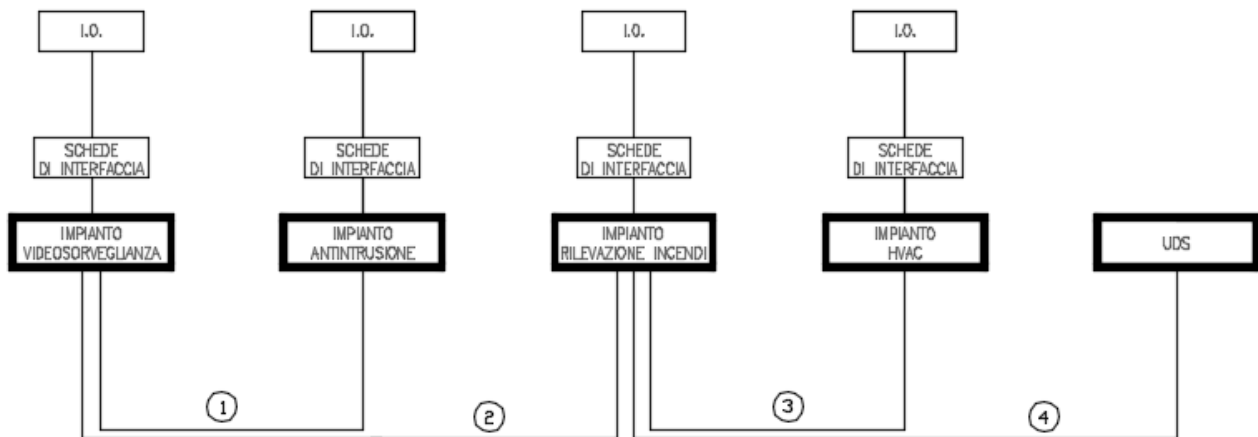 I.O.
I.O.
I.O.
I.O.
SCHEDE
DI INTERFACCIA
SCHEDE
DI INTERFACCIA
SCHEDE
DI INTERFACCIA
SCHEDE
DI INTERFACCIA
IMPIANTO
VIDEOSORVEGLIANZA
IMPIANTO
ANTINTRUSIONE
IMPIANTO
RILEVAZIONE INCENDI
IMPIANTO
HVAC
UDS
1
2
3
4